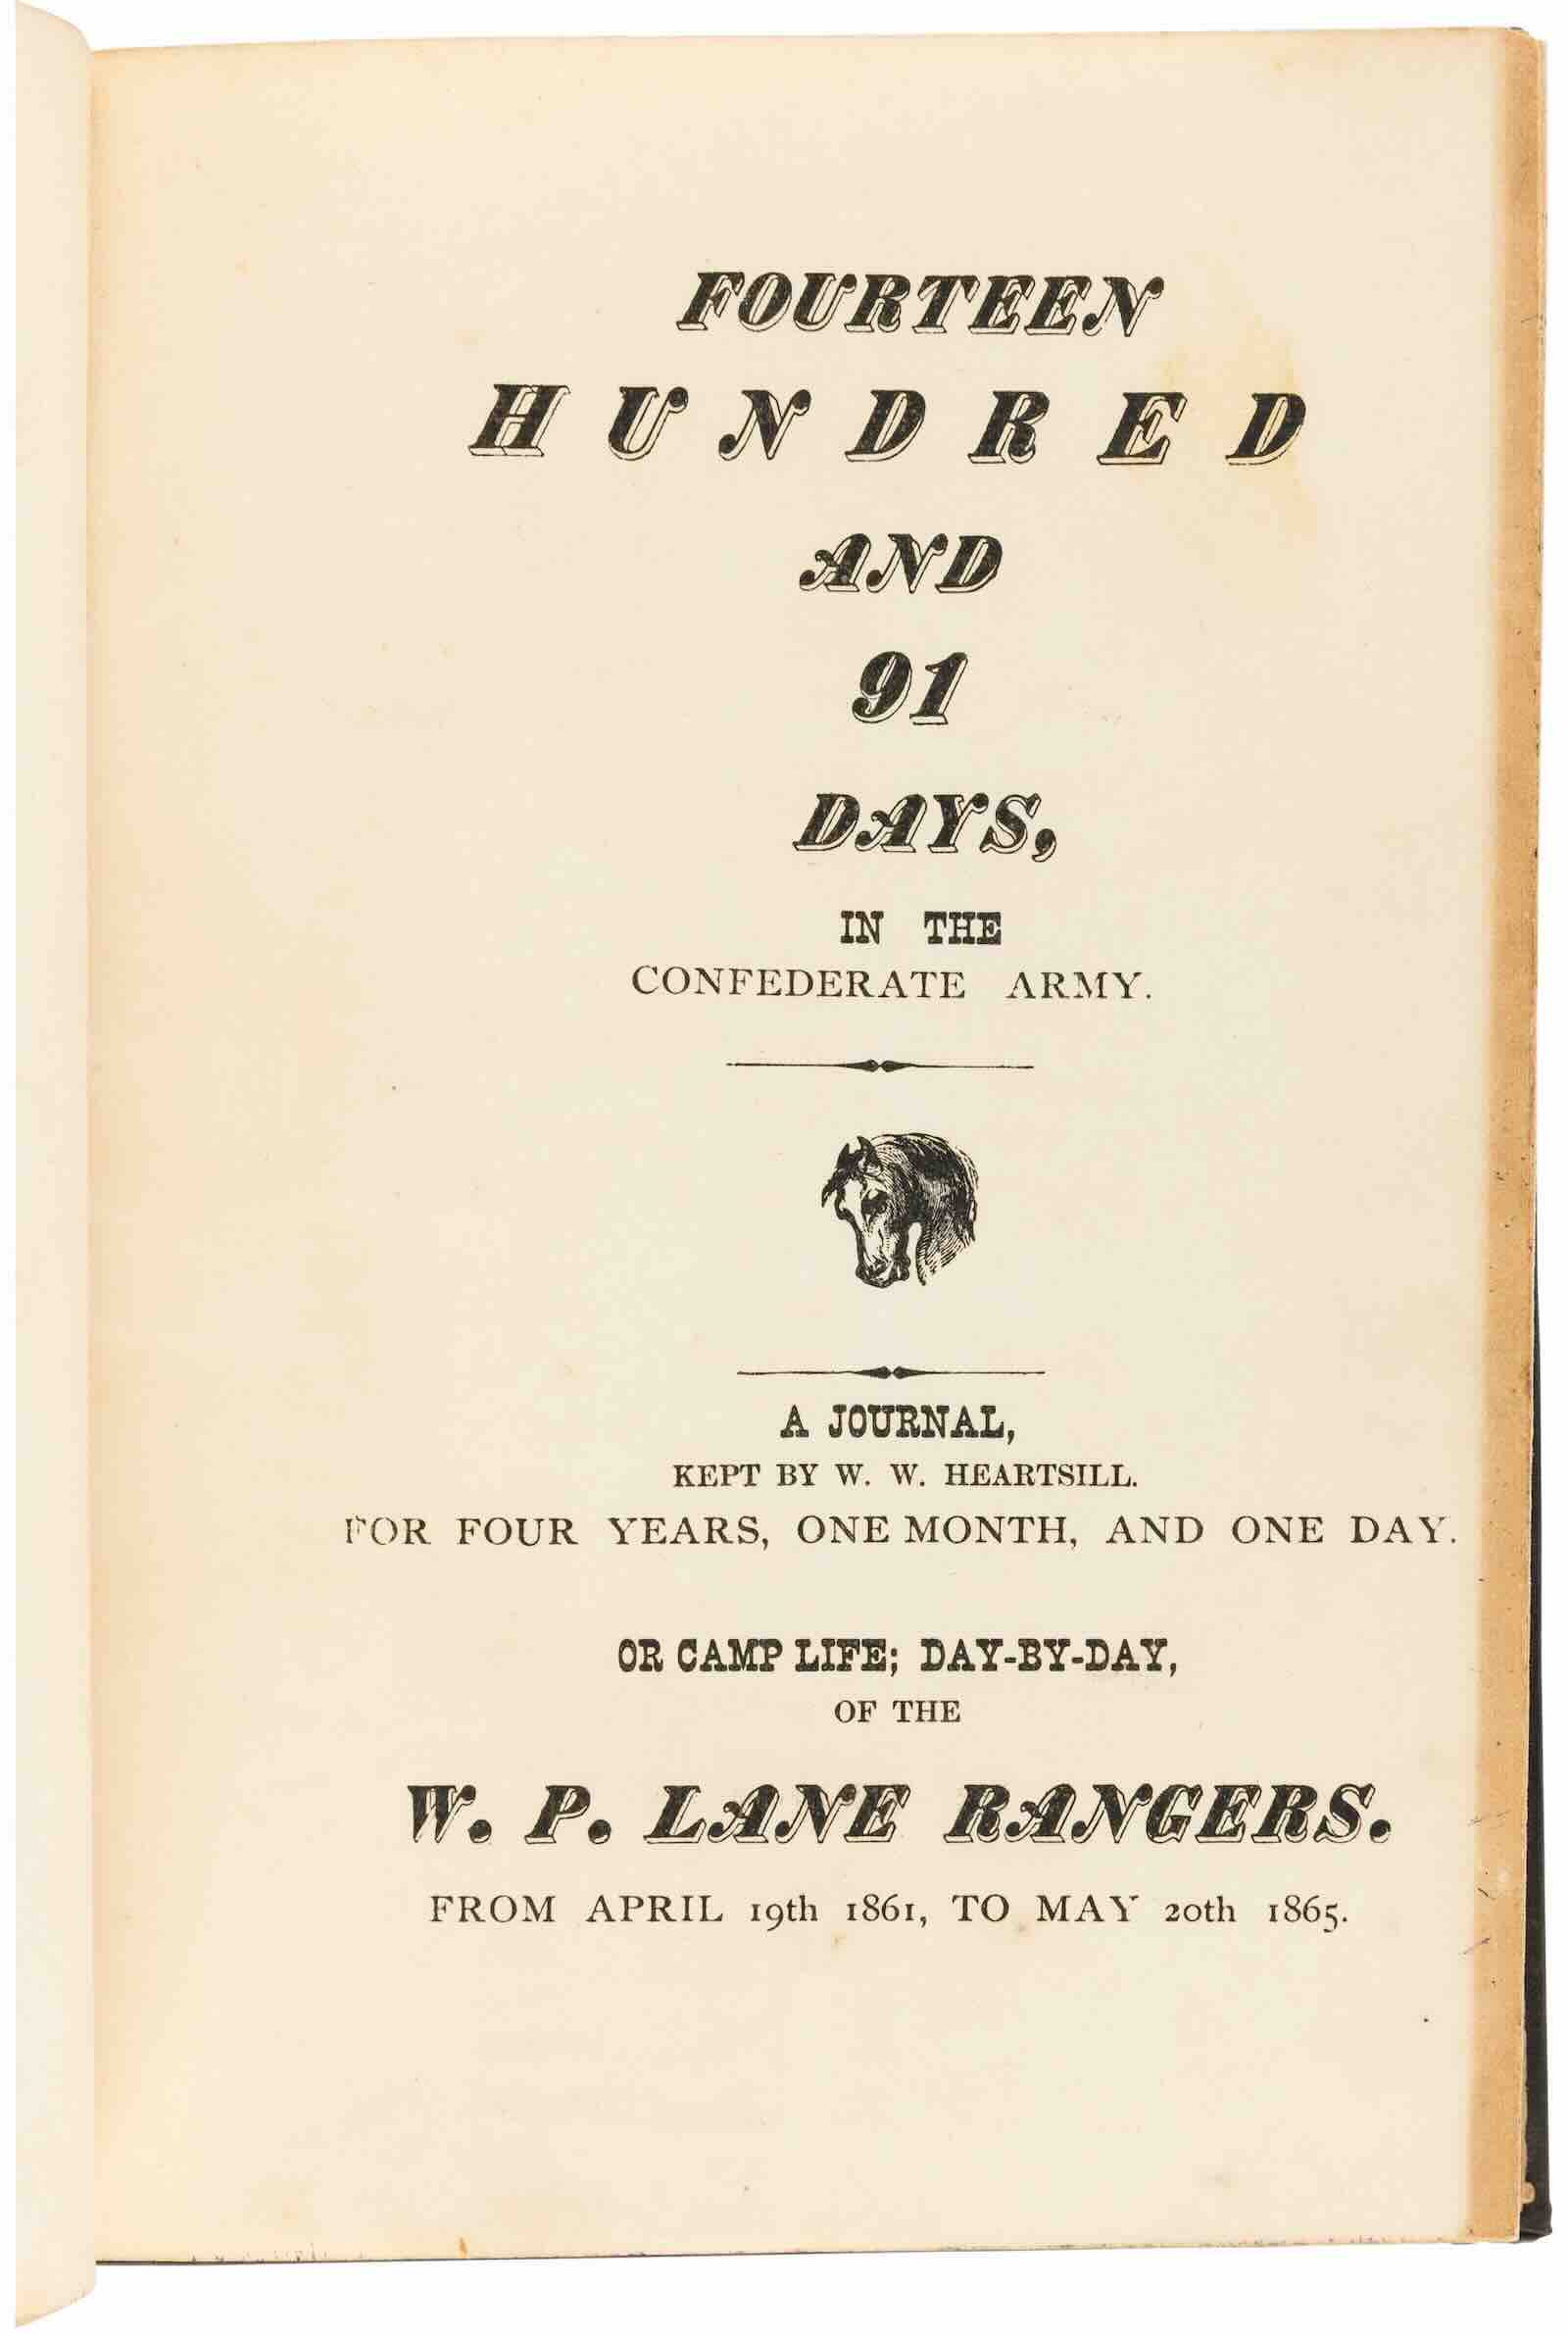 FOURTEEN
HUNDRED
AND
91
DAYS,
IN THE
CONFEDERATE ARMY.
A JOURNAL,
KEPT BY W. W. HEARTSILL.
FOR FOUR YEARS, ONE MONTH, AND ONE DAY.
OR CAMP LIFE; DAY-BY-DAY,
OF THE
W. P. LANE RANGERS.
FROM APRIL 19th 1861, TO MAY 20th 1865.